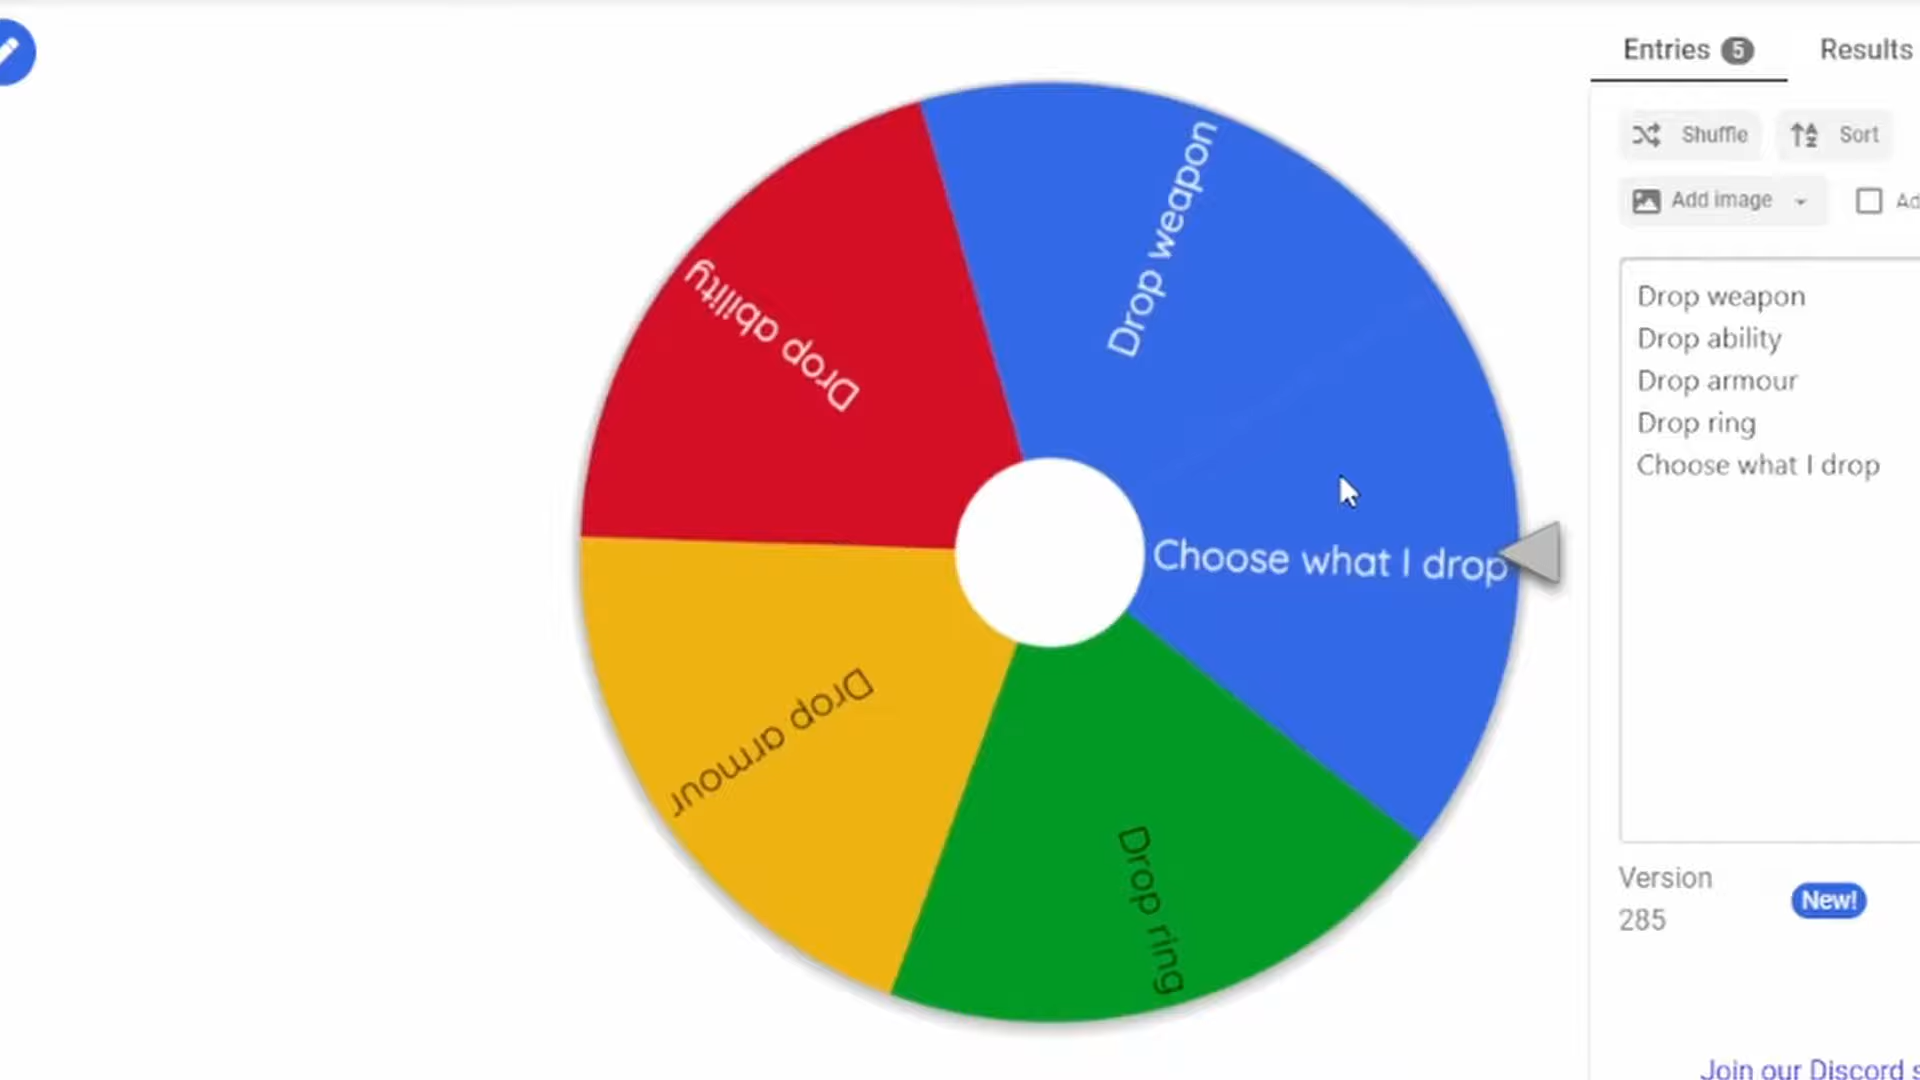 Entries 5 Results
Shuffle Sort
Add image Ad
Drop weapon
Drop ability
Drop armour
Drop ring
Choose what I drop
Drop weapon
Drop ability
Choose what I drop
Drop armour
Drop ring
Version
285
New!
Join our Discord s